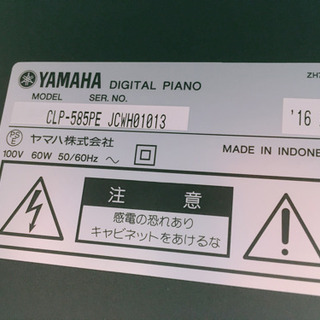 YAMAHA DIGITAL PIANO
MODEL SER. NO.
CLP-585PE JCWH01013 '16
PS E ヤマハ株式会社
100V 60W 50/60Hz ～
MADE IN
注 意
感電の恐れあり
キャビネットをあけるな